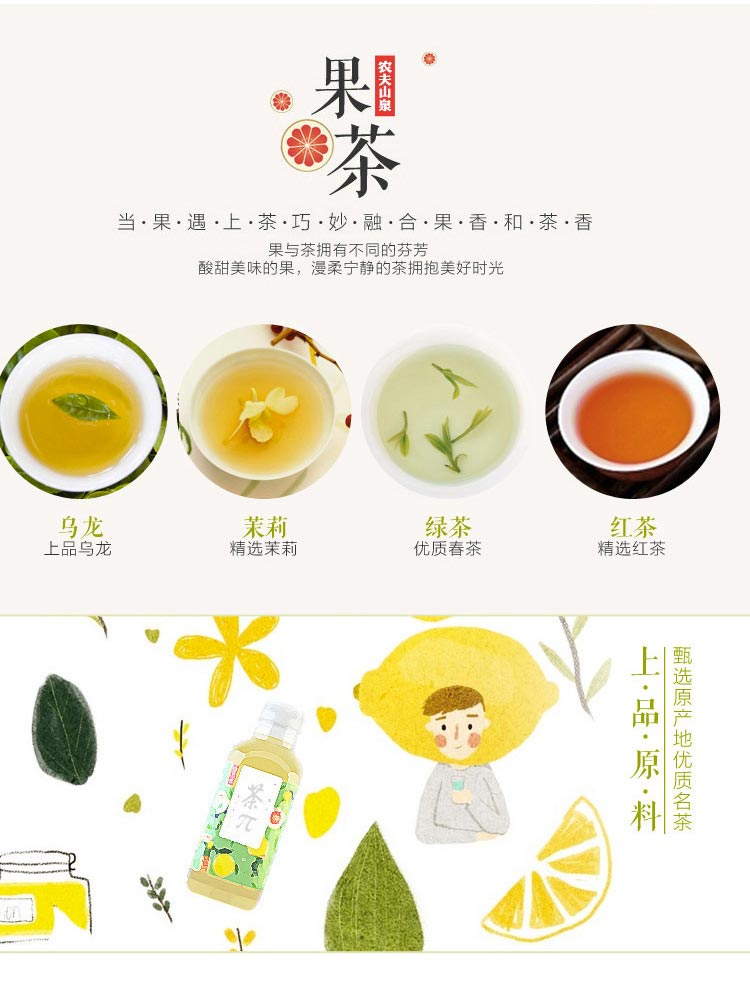 果茶
农夫山泉
当·果·遇·上·茶·巧·妙·融·合·果·香·和·茶·香
果与茶拥有不同的芬芳
酸甜美味的果，漫柔宁静的茶拥抱美好时光
乌龙
上品乌龙
茉莉
精选茉莉
绿茶
优质春茶
红茶
精选红茶
甄选原产地优质名茶
上·品·原·料
茶π